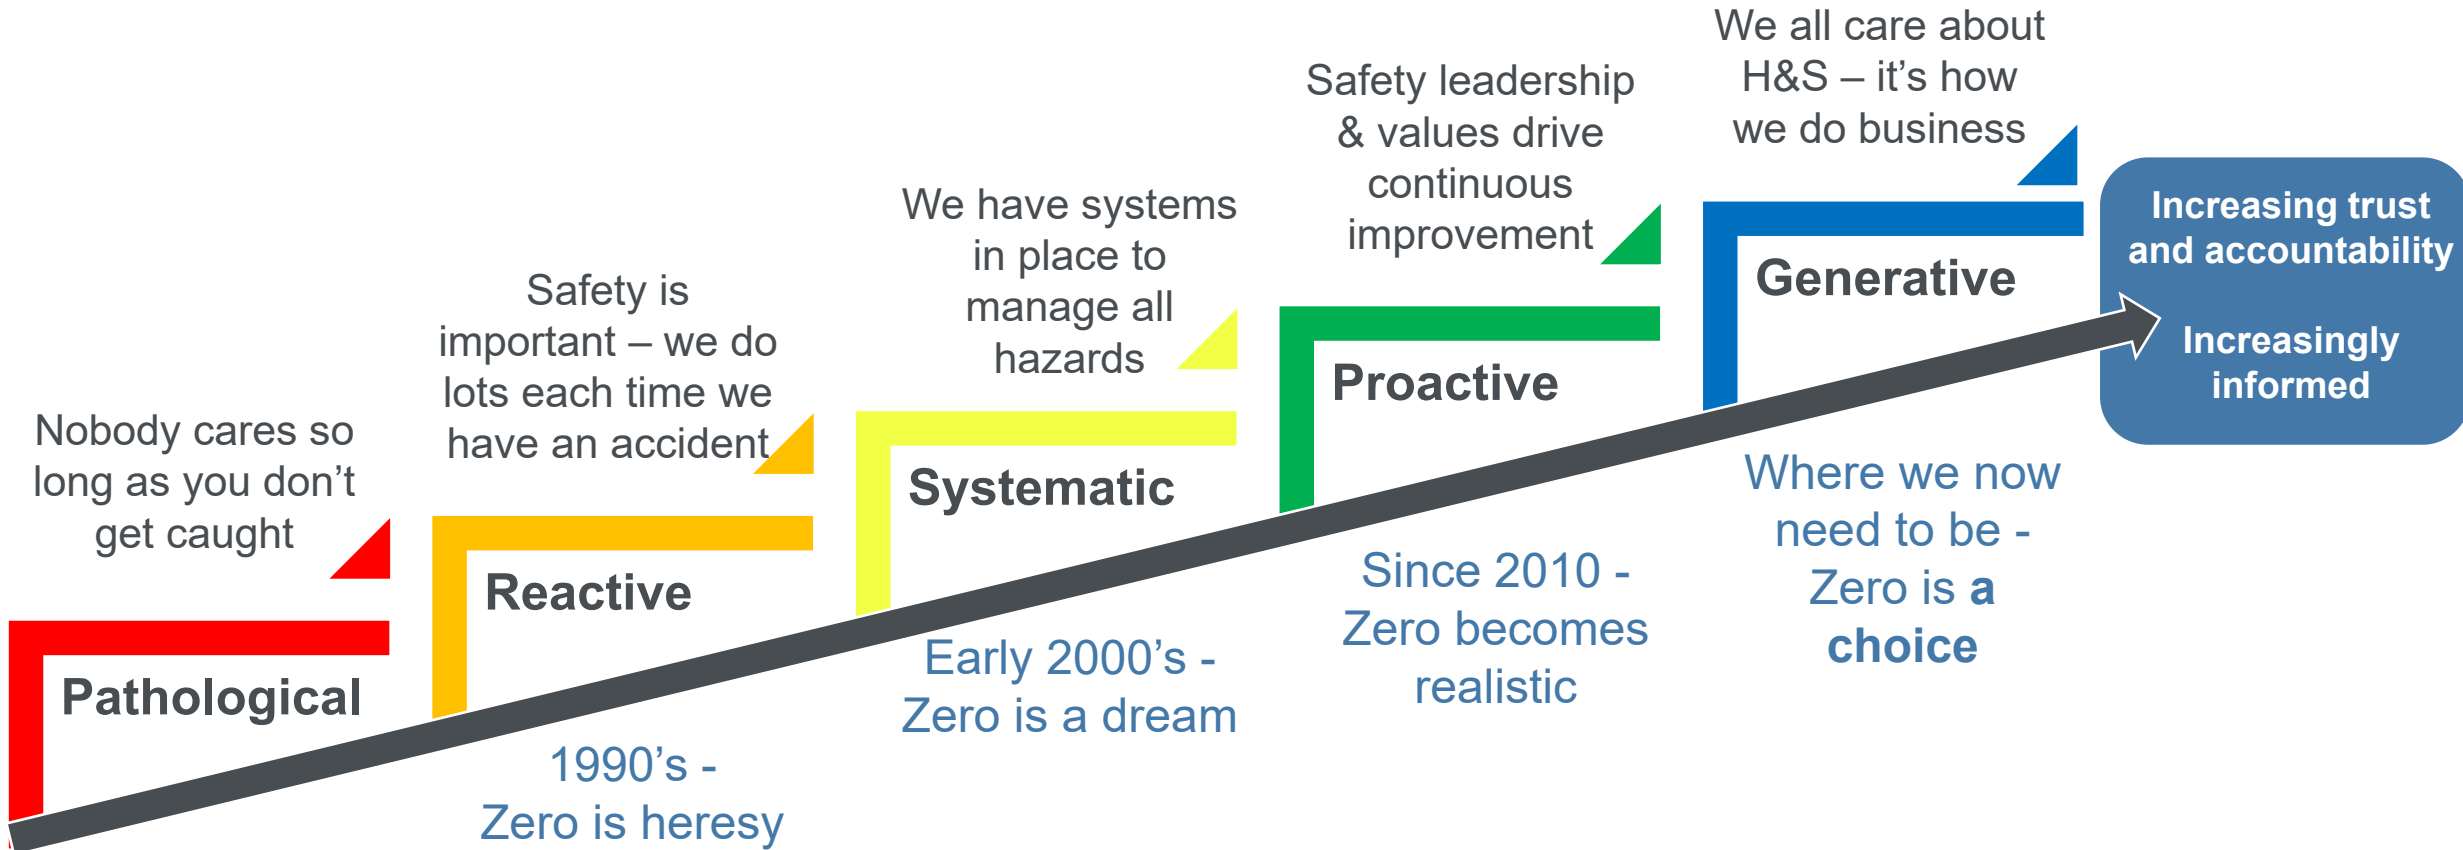 Nobody cares so
long as you don’t
get caught
Pathological
Safety is
important – we do
lots each time we
have an accident
Reactive
1990’s -
Zero is heresy
We have systems
in place to
manage all
hazards
Systematic
Early 2000’s -
Zero is a dream
Safety leadership
& values drive
continuous
improvement
Proactive
Since 2010 -
Zero becomes
realistic
We all care about
H&S – it’s how
we do business
Generative
Where we now
need to be -
Zero is a
choice
Increasing trust
and accountability
Increasingly
informed